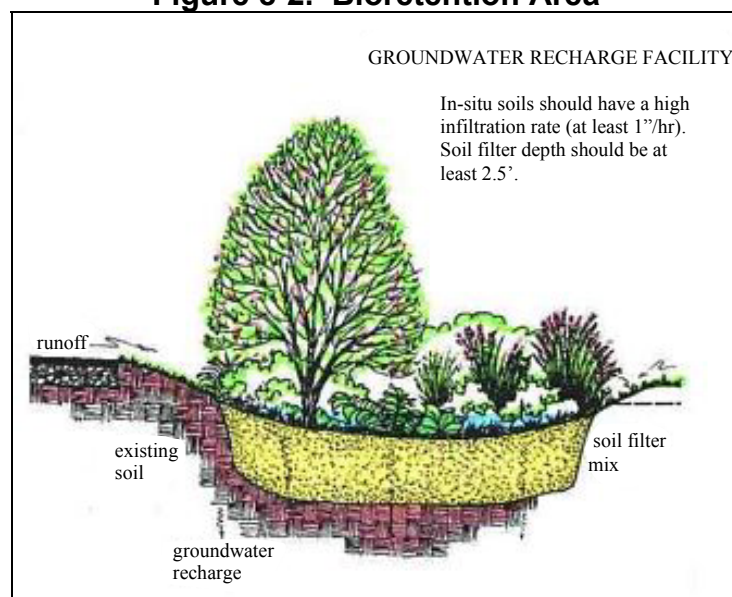 Figure 3-2. Bioretention Area
GROUNDWATER RECHARGE FACILITY
In-situ soils should have a high
infiltration rate (at least 1”/hr).
Soil filter depth should be at
least 2.5’.
runoff
existing
soil
soil filter
mix
groundwater
recharge